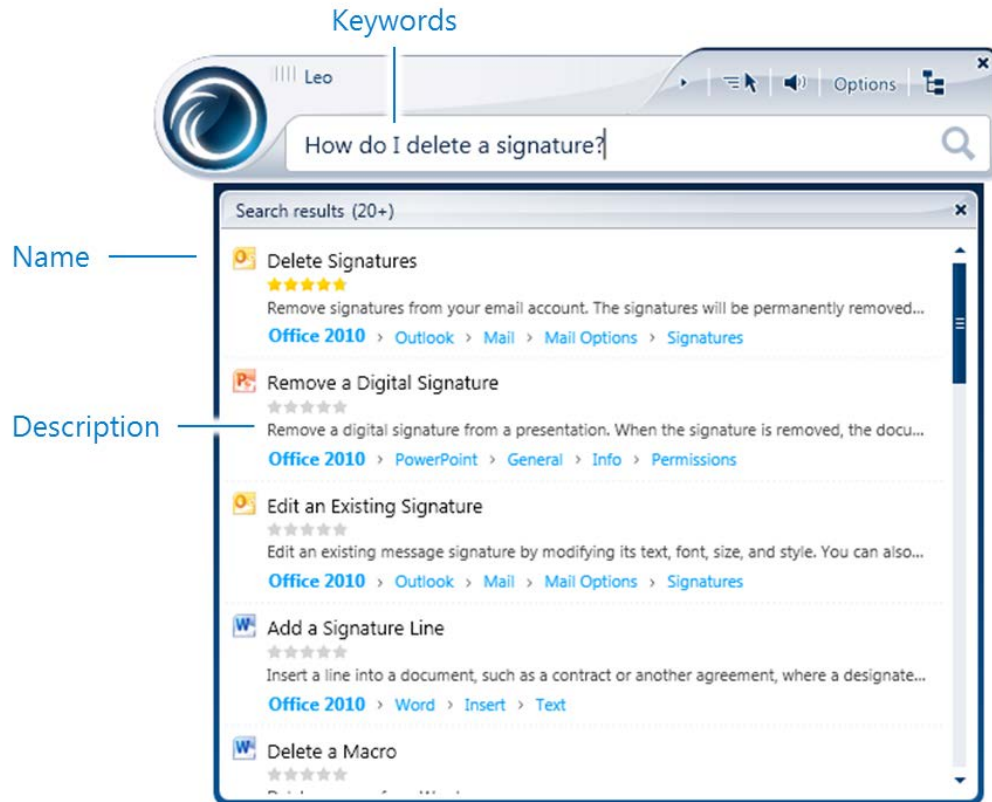 Keywords
Leo
Options
How do I delete a signature?
Search results (20+)
Name
Delete Signatures
Remove signatures from your email account. The signatures will be permanently removed...
Office 2010 › Outlook › Mail › Mail Options › Signatures
Remove a Digital Signature
Description
Remove a digital signature from a presentation. When the signature is removed, the docu...
Office 2010 › PowerPoint › General › Info › Permissions
Edit an Existing Signature
Edit an existing message signature by modifying its text, font, size, and style. You can also...
Office 2010 › Outlook › Mail › Mail Options › Signatures
Add a Signature Line
Insert a line into a document, such as a contract or another agreement, where a designate...
Office 2010 › Word › Insert › Text
Delete a Macro